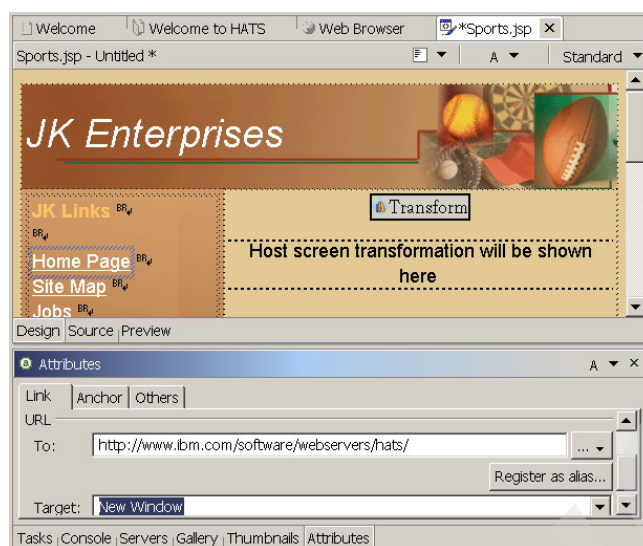 Welcome Welcome to HATS Web Browser *Sports.jsp X
Sports.jsp - Untitled * A Standard
JK Enterprises
JK Links BR
BR
Home Page BR
Site Map BR
Jobs BR
Transform
Host screen transformation will be shown
here
Design Source Preview
Attributes A
Link Anchor Others
URL
To: http://www.ibm.com/software/webservers/hats/ ...
Register as alias...
Target: New Window
Tasks Console Servers Gallery Thumbnails Attributes